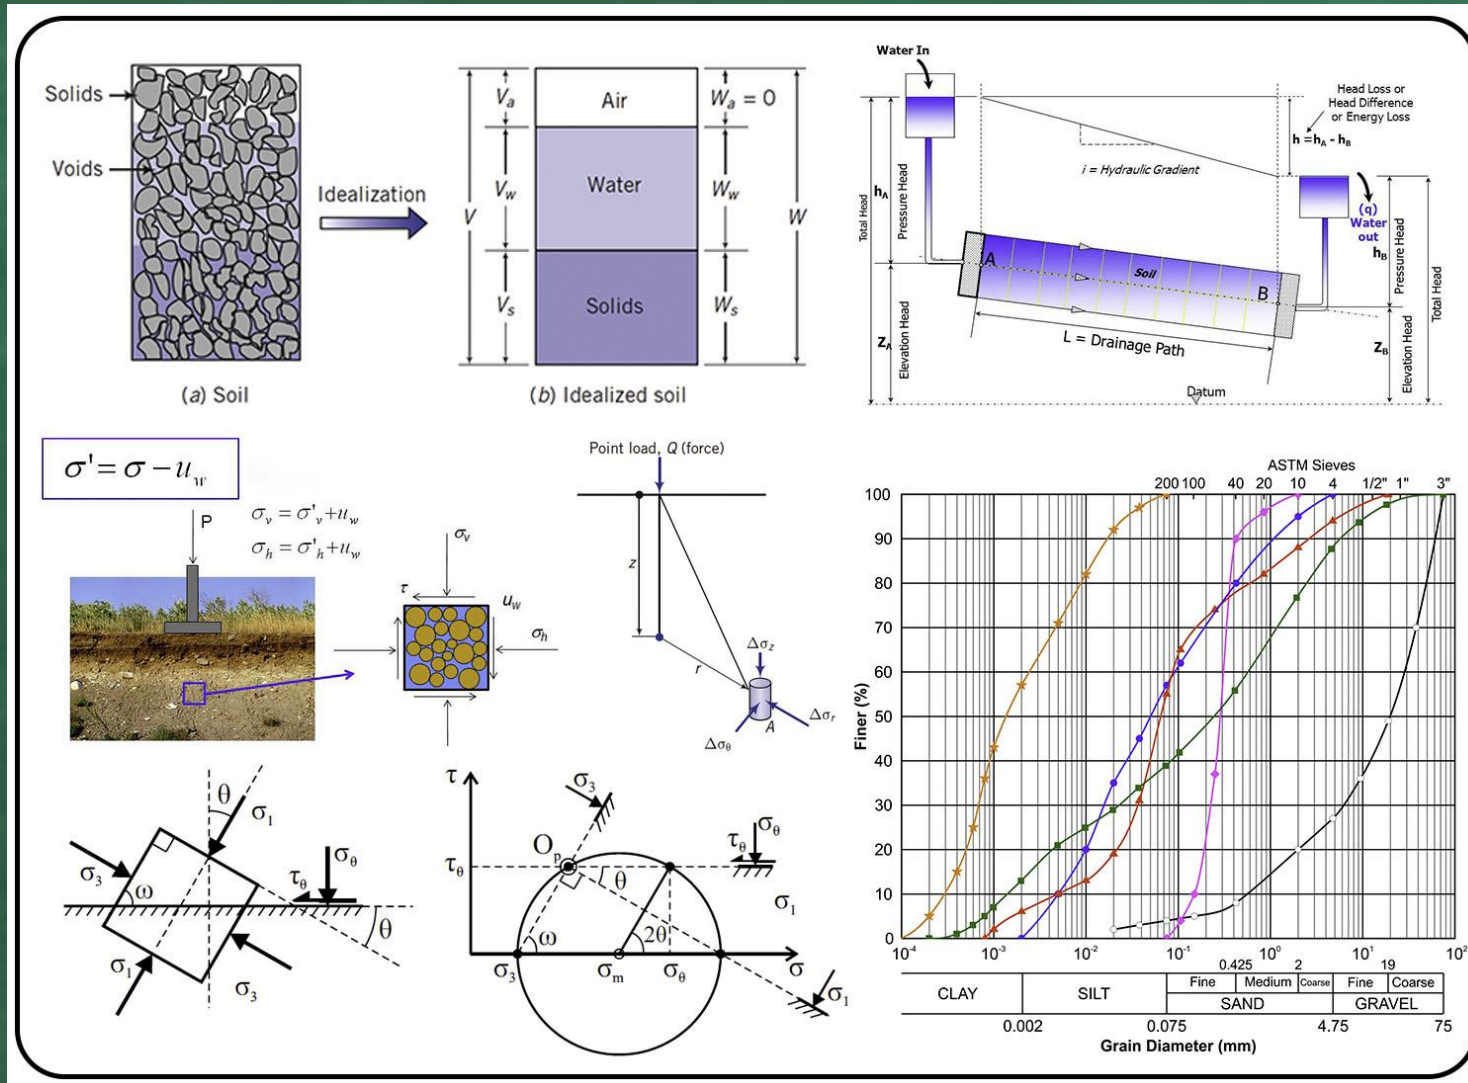 Solids
Voids
Idealization
(a) Soil
V
Va
Vw
Vs
Air
Water
Solids
Wa = 0
Ww
Ws
W
(b) Idealized soil
Water In
Head Loss or
Head Difference
or Energy Loss
h =hA - hB
i = Hydraulic Gradient
Total Head
hA
Pressure Head
ZA
Elevation Head
A
Soil
B
L = Drainage Path
(q)
Water
out
hB
Pressure Head
ZB
Elevation Head
Total Head
Datum
σ' = σ − uw
P
σv = σ'v+uw
σh = σ'h+uw
σv
τ
uw
σh
Point load, Q (force)
z
r
Δσz
Δσr
Δσθ
A
θ
σ1
σ3
ω
τθ
σθ
θ
σ1
σ3
τ
σ3
Op
τθ
θ
τθ
σθ
σ1
ω
2θ
σ3
σm
σθ
σ
σ1
ASTM Sieves
200 100 40 20 10 4 1/2" 1" 3"
Finer (%)
100
90
80
70
60
50
40
30
20
10
0
10-4 10-3 10-2 10-1 100 101 102
0.425 2 19
CLAY SILT Fine Medium Coarse Fine Coarse
SAND GRAVEL
0.002 0.075 4.75 75
Grain Diameter (mm)